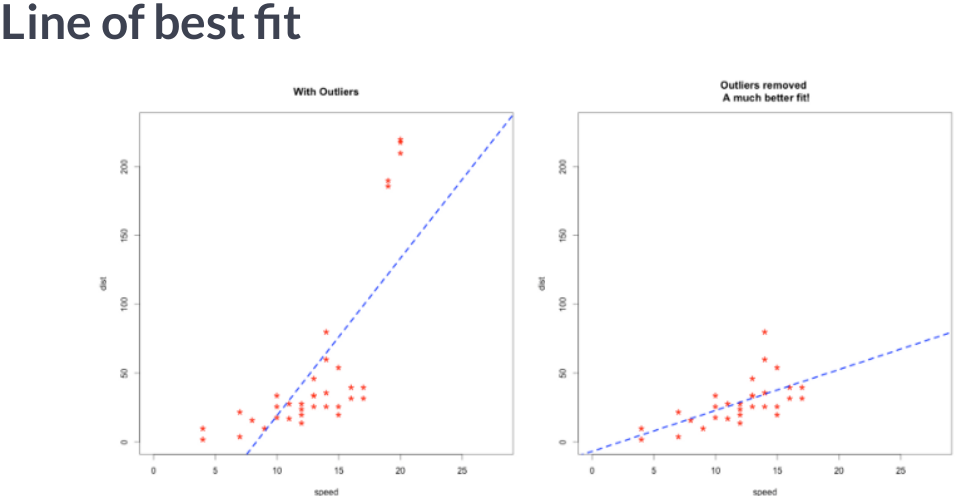 Line of best fit
With Outliers
dist
0
50
100
150
200
0 5 10 15 20 25
speed
Outliers removed
A much better fit!
dist
0
50
100
150
200
0 5 10 15 20 25
speed